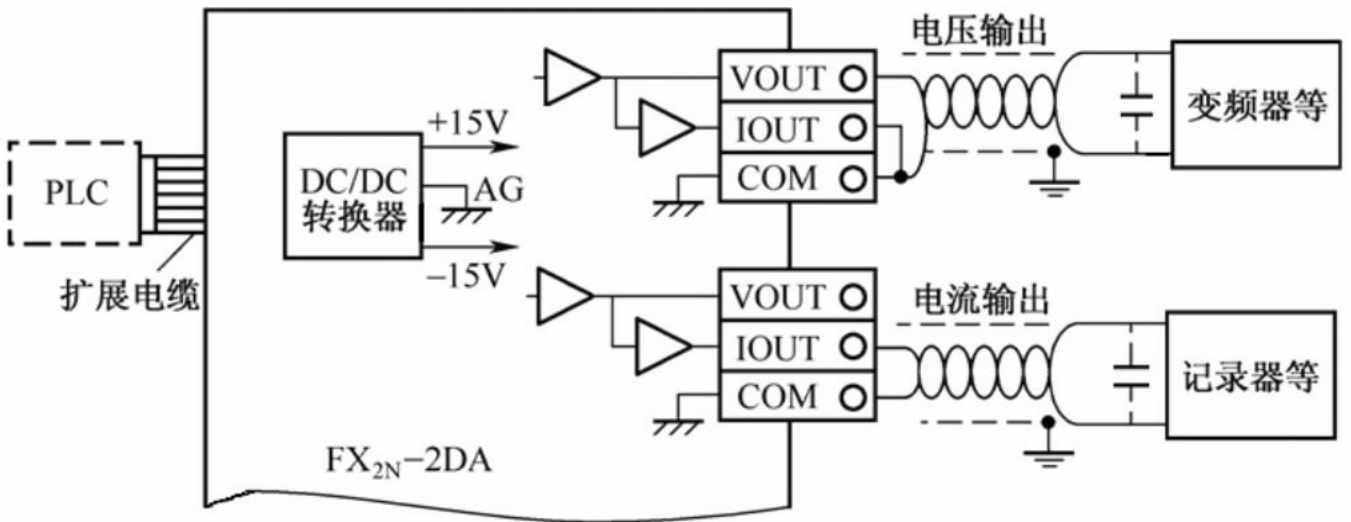 电压输出
VOUT
IOUT
COM
变频器等
PLC
扩展电缆
DC/DC
转换器
+15V
AG
−15V
电流输出
VOUT
IOUT
COM
记录器等
FX2N−2DA